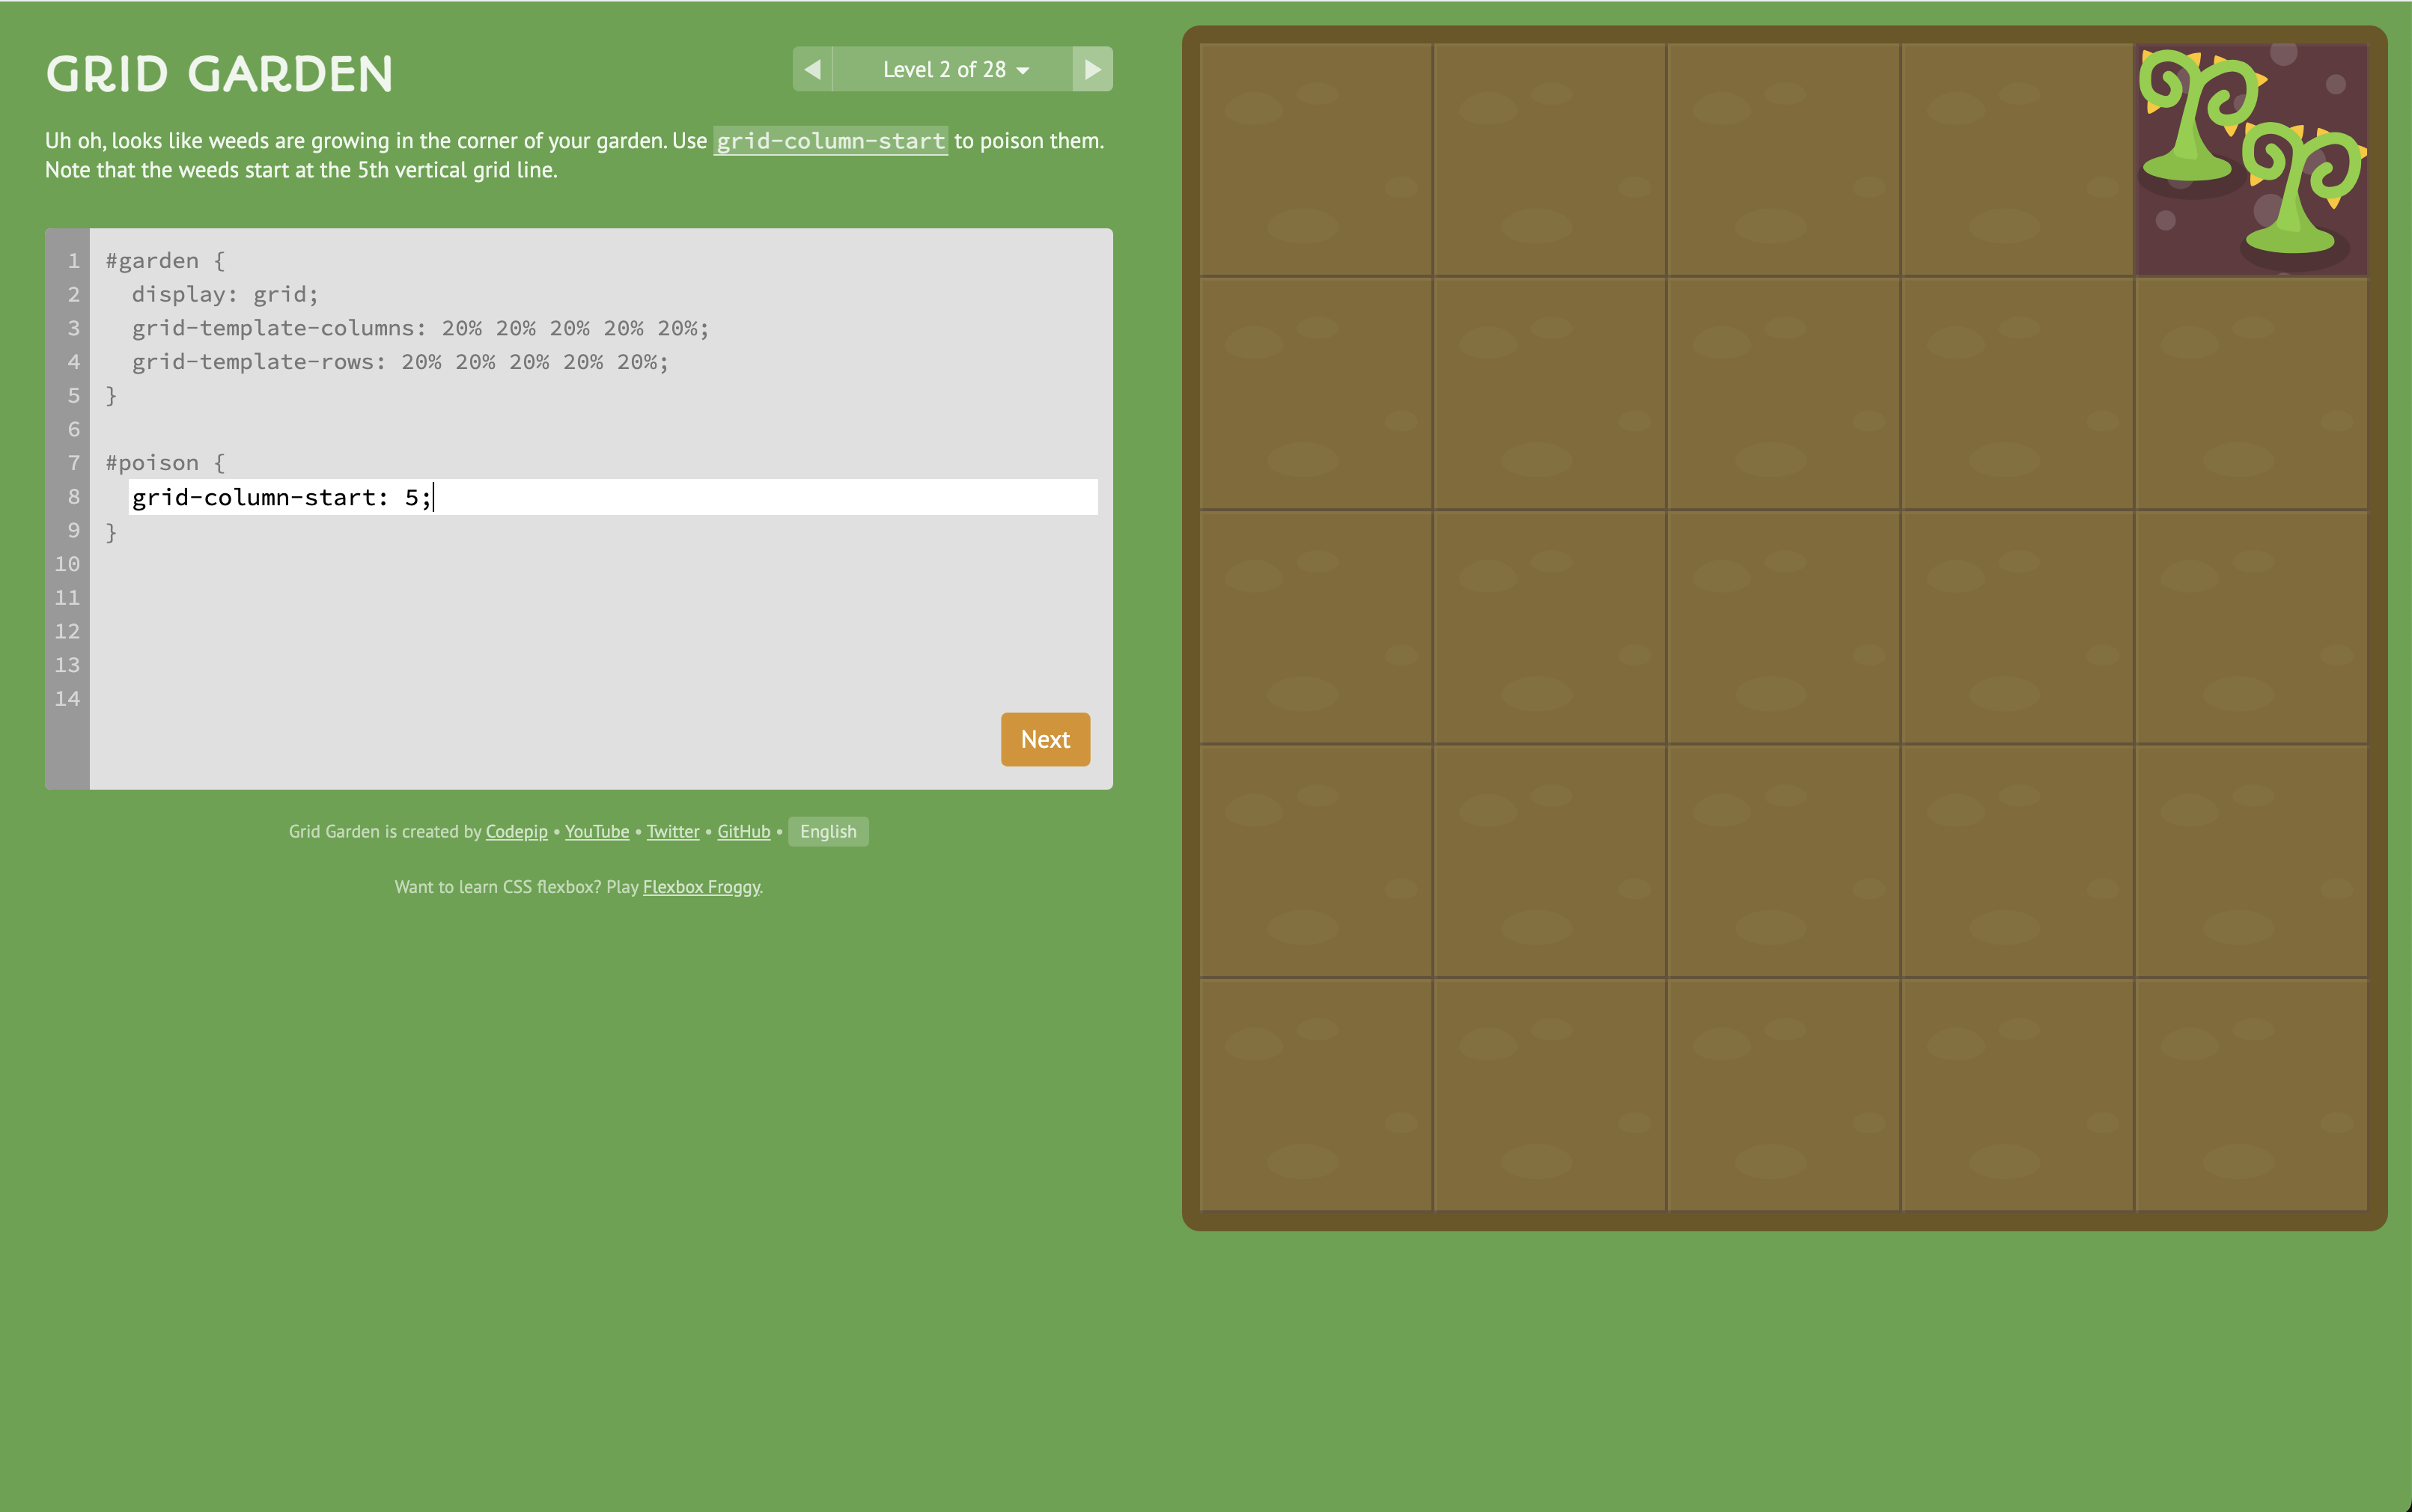 GRID GARDEN
Level 2 of 28
Uh oh, looks like weeds are growing in the corner of your garden. Use grid-column-start to poison them.
Note that the weeds start at the 5th vertical grid line.
1 #garden {
2 display: grid;
3 grid-template-columns: 20% 20% 20% 20% 20%;
4 grid-template-rows: 20% 20% 20% 20% 20%;
5 }
6
7 #poison {
8 grid-column-start: 5;
9 }
10
11
12
13
14
Next
Grid Garden is created by Codepip • YouTube • Twitter • GitHub • English
Want to learn CSS flexbox? Play Flexbox Froggy.